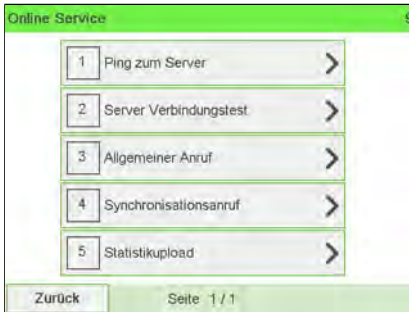 Online Service
1 Ping zum Server
2 Server Verbindungstest
3 Allgemeiner Anruf
4 Synchronisationsanruf
5 Statistikupload
Zurück Seite 1 / 1